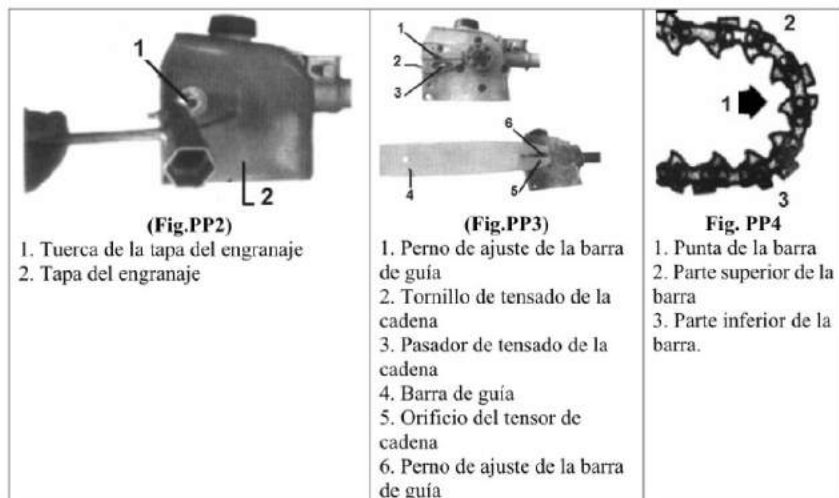 1
2
(Fig.PP2)
1. Tuerca de la tapa del engranaje
2. Tapa del engranaje
1
2
3
6
4
5
(Fig.PP3)
1. Perno de ajuste de la barra
de guía
2. Tornillo de tensado de la
cadena
3. Pasador de tensado de la
cadena
4. Barra de guía
5. Orificio del tensor de
cadena
6. Perno de ajuste de la barra
de guía
2
1
3
Fig. PP4
1. Punta de la barra
2. Parte superior de la
barra
3. Parte inferior de la
barra.